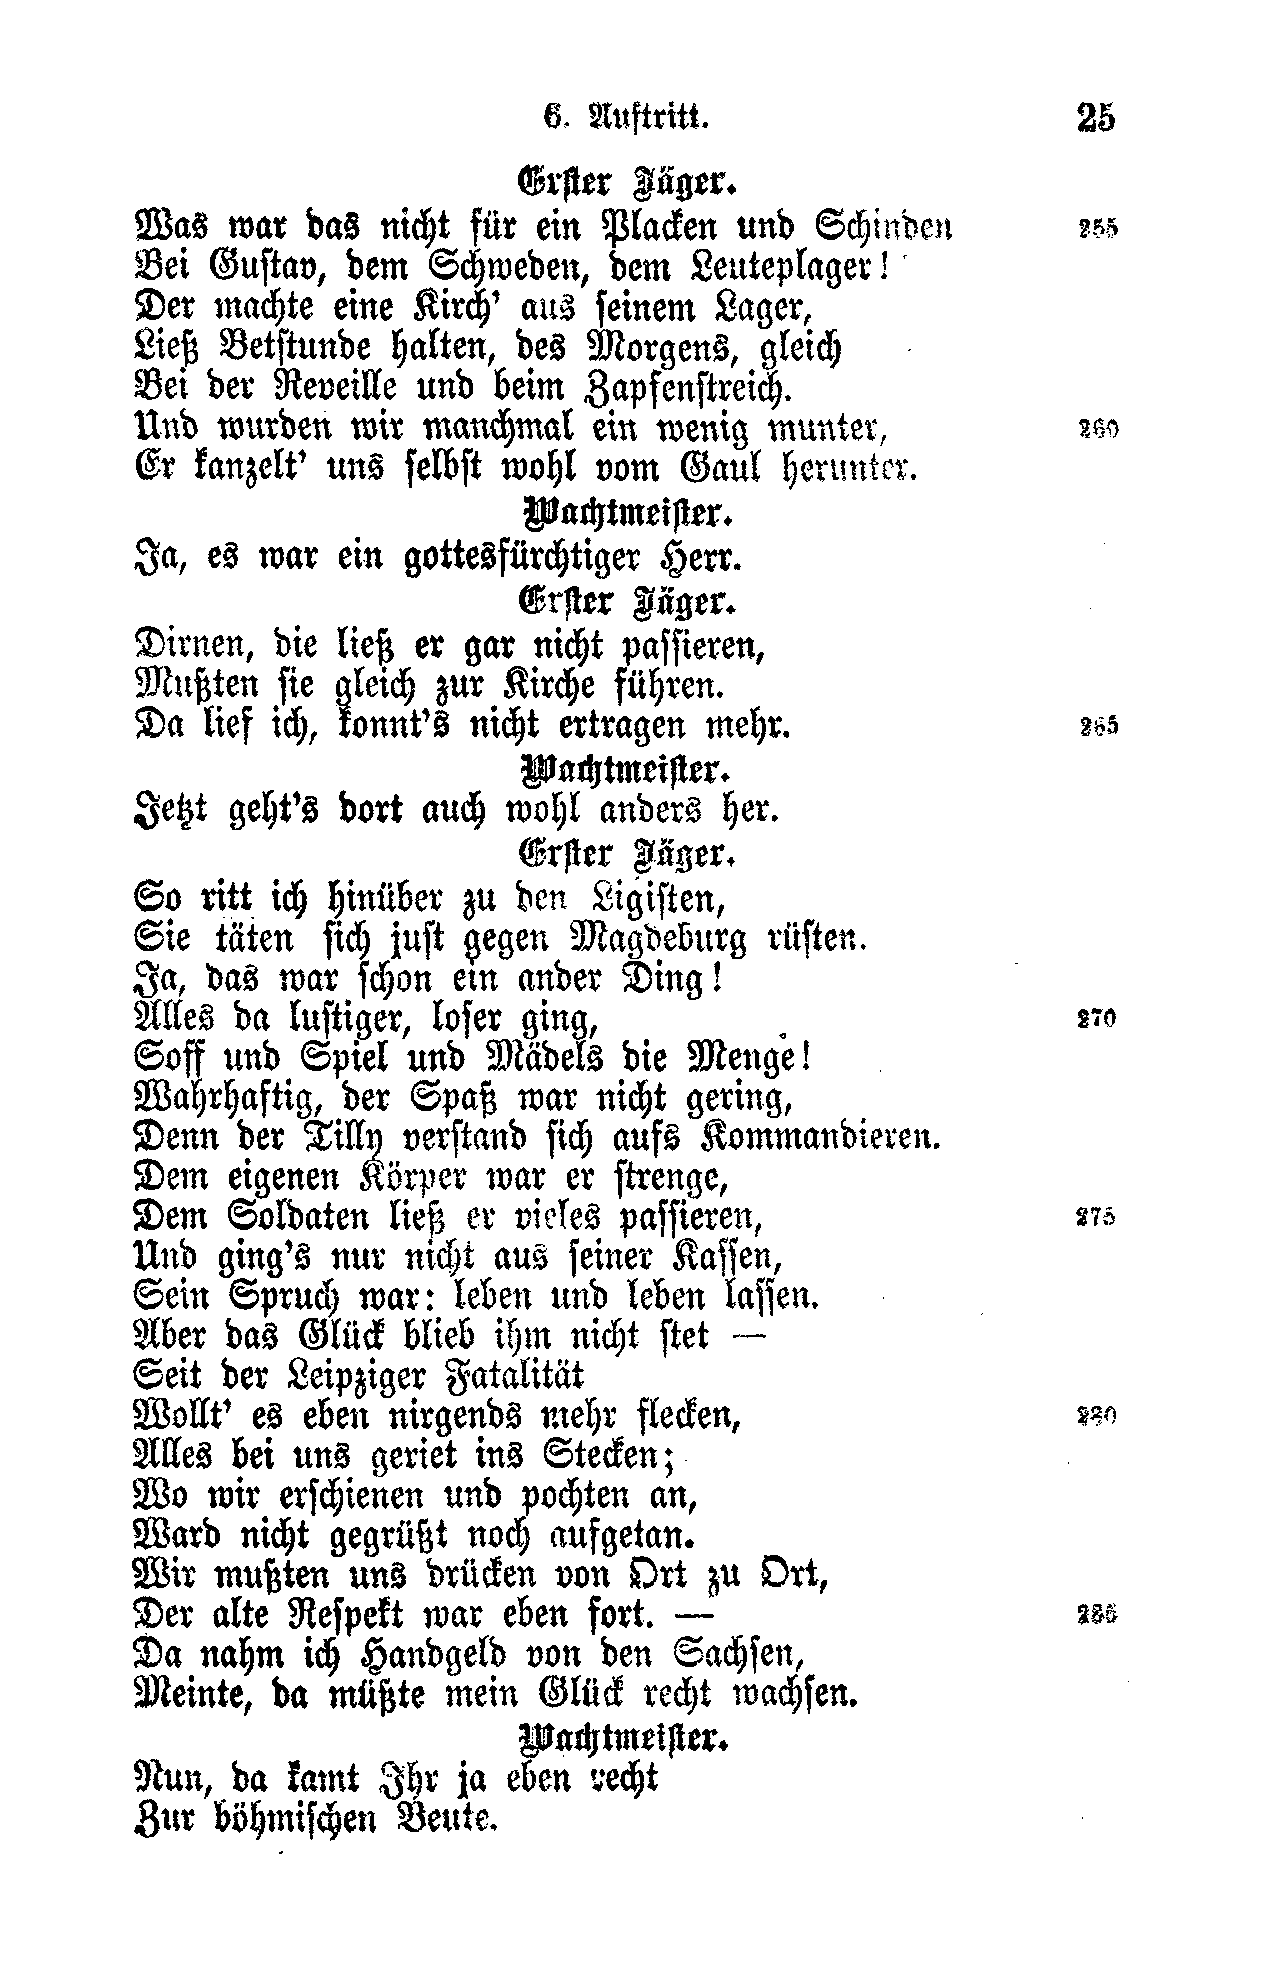 6. Auftritt. 25
Erster Jäger.
Was war das nicht für ein Placken und Schinden 255
Bei Gustav, dem Schweden, dem Leuteplager!
Der machte eine Kirch' aus seinem Lager,
Ließ Betstunde halten, des Morgens, gleich
Bei der Reveille und beim Zapfenstreich.
Und wurden wir manchmal ein wenig munter, 260
Er kanzelt' uns selbst wohl vom Gaul herunter.
Wachtmeister.
Ja, es war ein gottesfürchtiger Herr.
Erster Jäger.
Dirnen, die ließ er gar nicht passieren,
Mußten sie gleich zur Kirche führen.
Da lief ich, konnt's nicht ertragen mehr. 265
Wachtmeister.
Jetzt geht's dort auch wohl anders her.
Erster Jäger.
So ritt ich hinüber zu den Ligisten,
Sie täten sich just gegen Magdeburg rüsten.
Ja, das war schon ein ander Ding!
Alles da lustiger, loser ging, 270
Soff und Spiel und Mädels die Menge!
Wahrhaftig, der Spaß war nicht gering,
Denn der Tilly verstand sich aufs Kommandieren.
Dem eigenen Körper war er strenge,
Dem Soldaten ließ er vieles passieren, 275
Und ging's nur nicht aus seiner Kassen,
Sein Spruch war: leben und leben lassen.
Aber das Glück blieb ihm nicht stet —
Seit der Leipziger Fatalität
Wollt' es eben nirgends mehr flecken, 280
Alles bei uns geriet ins Stecken;
Wo wir erschienen und pochten an,
Ward nicht gegrüßt noch aufgetan.
Wir mußten uns drücken von Ort zu Ort,
Der alte Respekt war eben fort. — 285
Da nahm ich Handgeld von den Sachsen,
Meinte, da müßte mein Glück recht wachsen.
Wachtmeister.
Nun, da kamt Ihr ja eben recht
Zur böhmischen Beute.